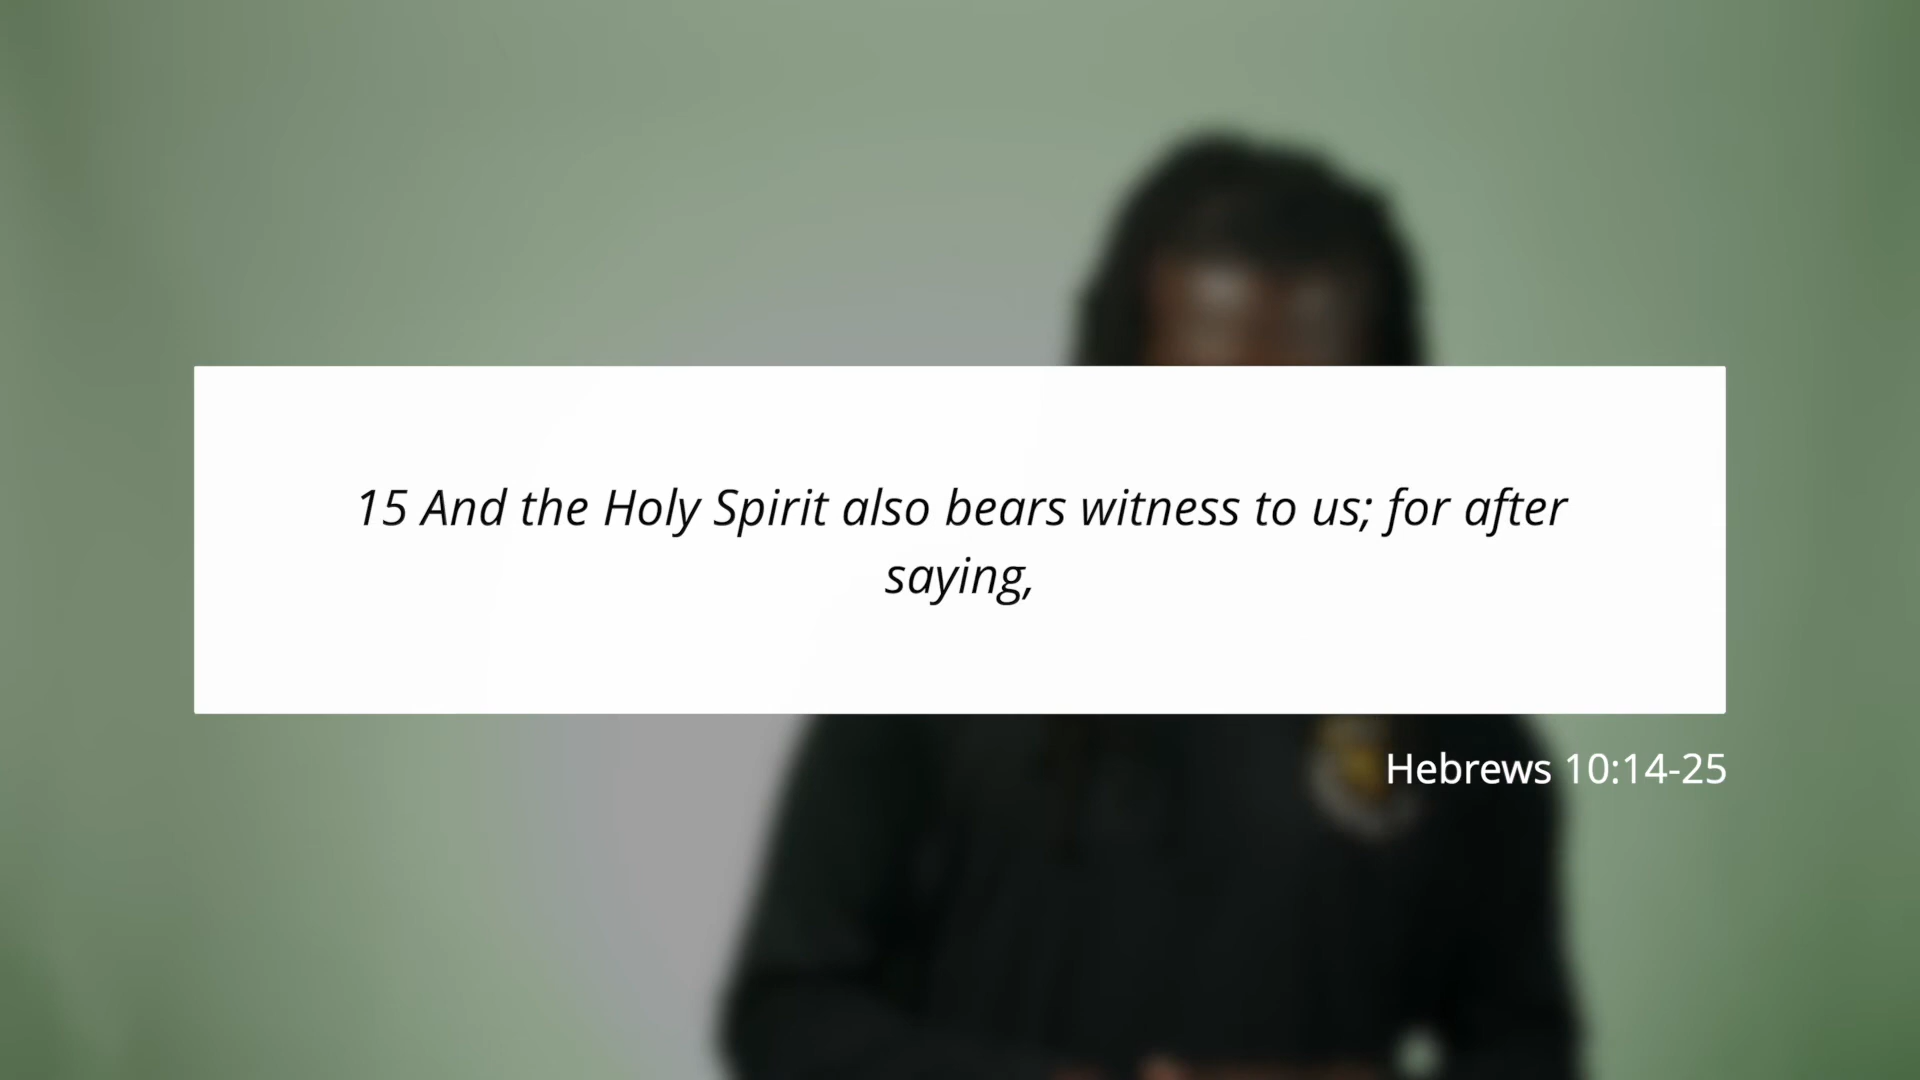 15 And the Holy Spirit also bears witness to us; for after
saying,
Hebrews 10:14-25